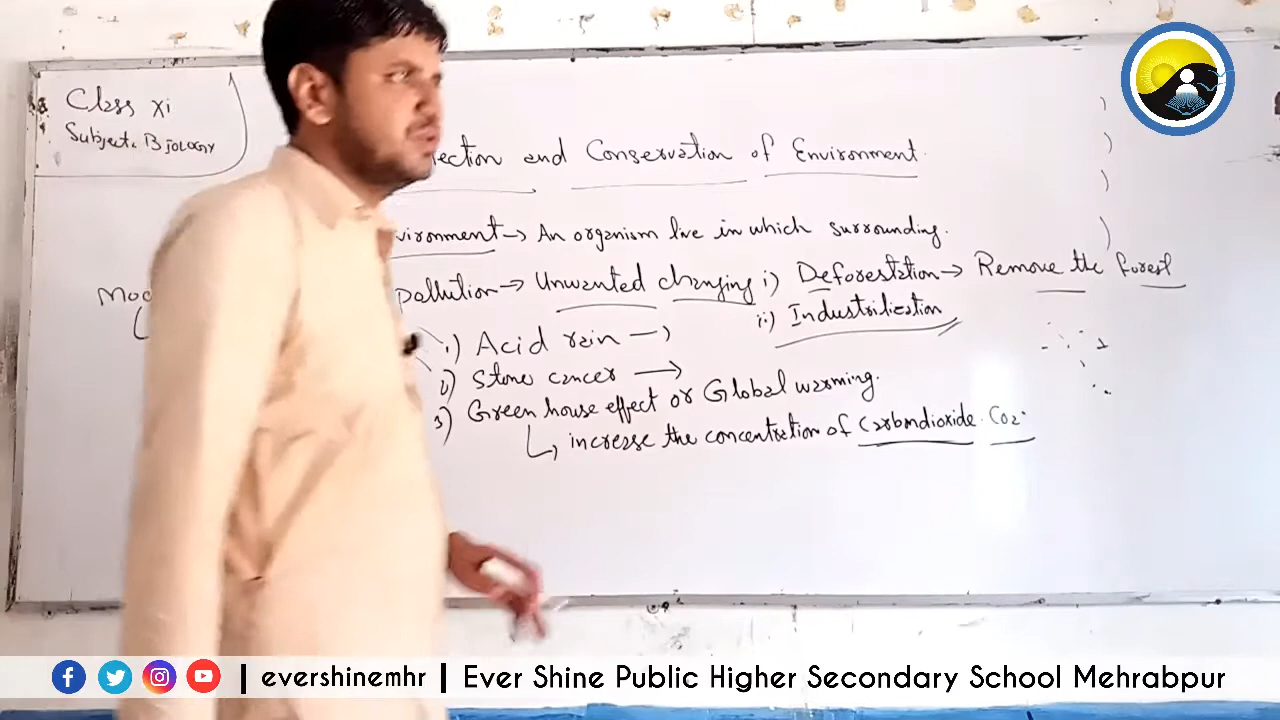 Class xi
Subject. Biology
ection and Conservation of Environment
vironment → An organism live in which surrounding.
pollution → Unwanted changing i) Deforestation → Remove the forest
ii) Industrilization
1) Acid rain →
2) Stone cancer →
3) Green house effect or Global warming.
increase the concentration of Carbondioxide. CO2.
| evershinemhr | Ever Shine Public Higher Secondary School Mehrabpur